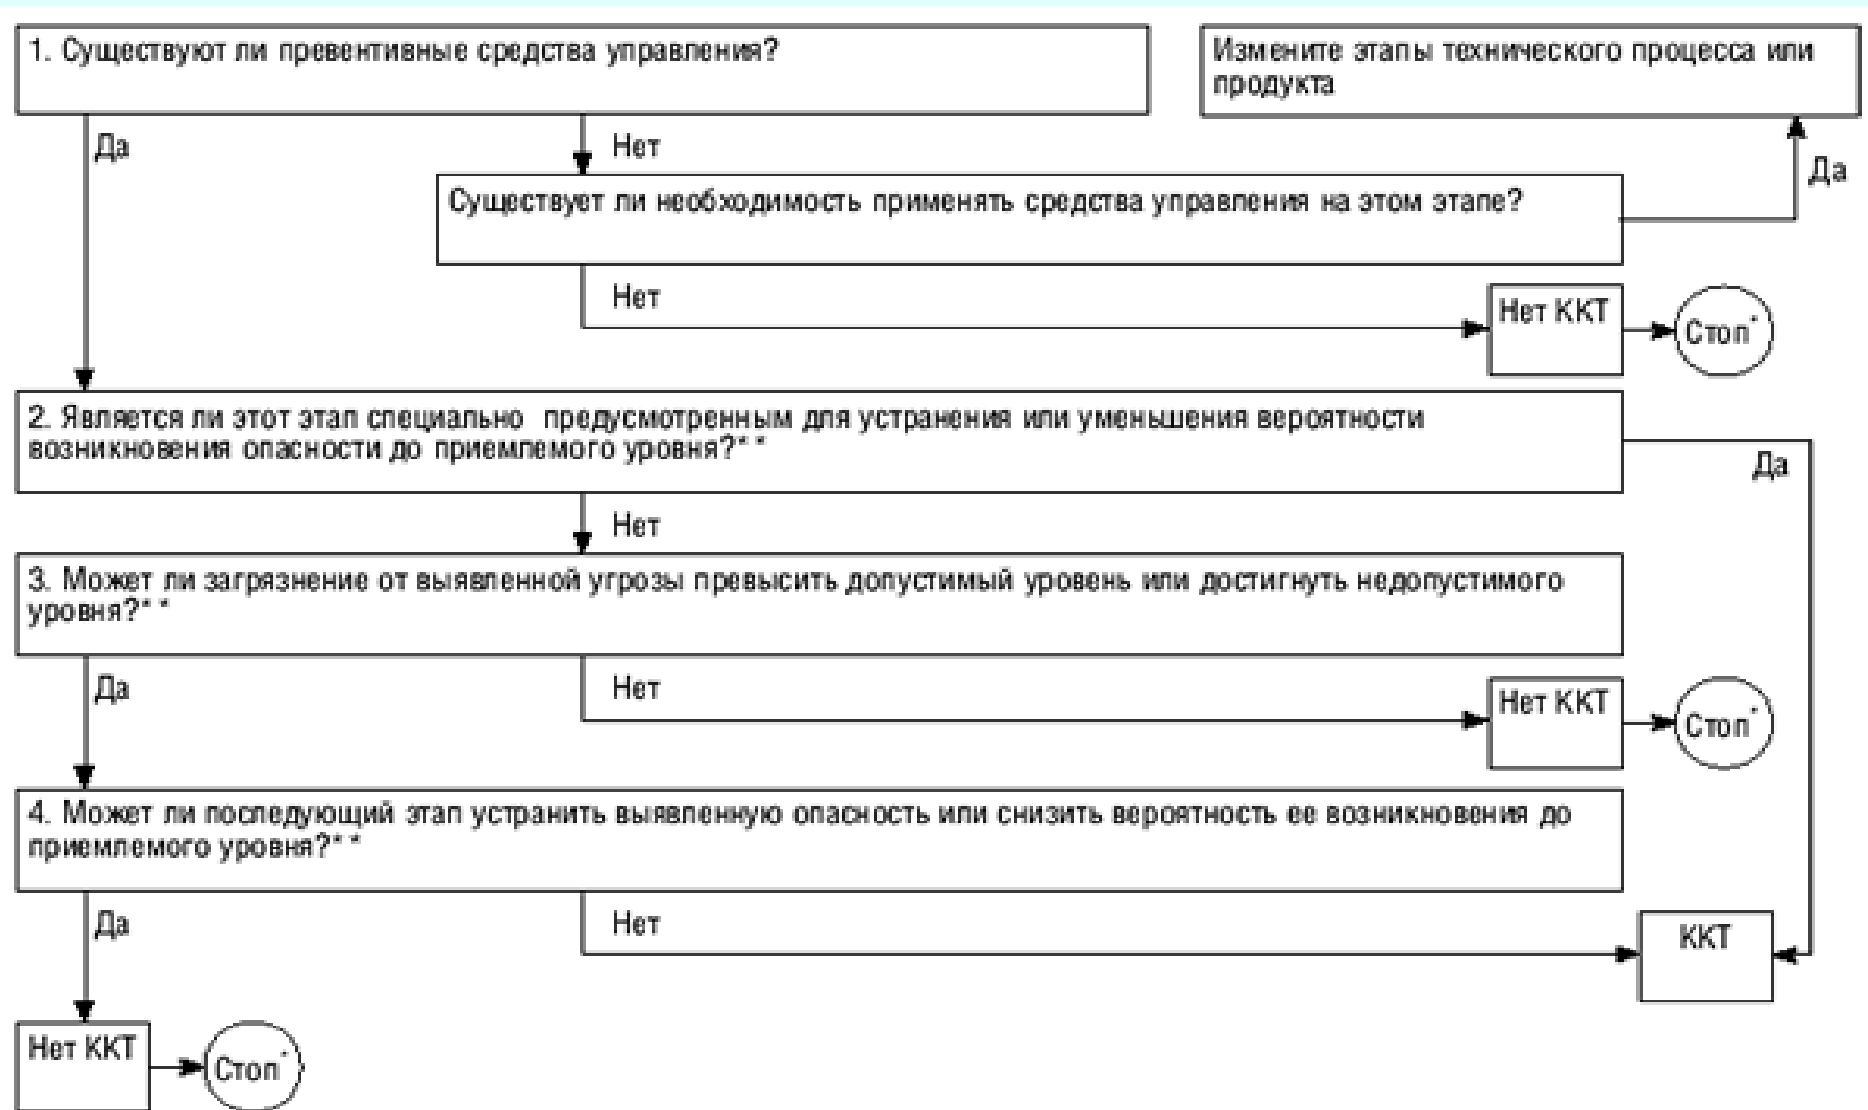 1. Существуют ли превентивные средства управления?
Измените этапы технического процесса или
продукта
Да
Нет
Да
Существует ли необходимость применять средства управления на этом этапе?
Нет
Нет ККТ
Стоп*
2. Является ли этот этап специально предусмотренным для устранения или уменьшения вероятности
возникновения опасности до приемлемого уровня?**
Да
Нет
3. Может ли загрязнение от выявленной угрозы превысить допустимый уровень или достигнуть недопустимого
уровня?**
Да
Нет
Нет ККТ
Стоп*
4. Может ли последующий этап устранить выявленную опасность или снизить вероятность ее возникновения до
приемлемого уровня?**
Да
Нет
ККТ
Нет ККТ
Стоп*